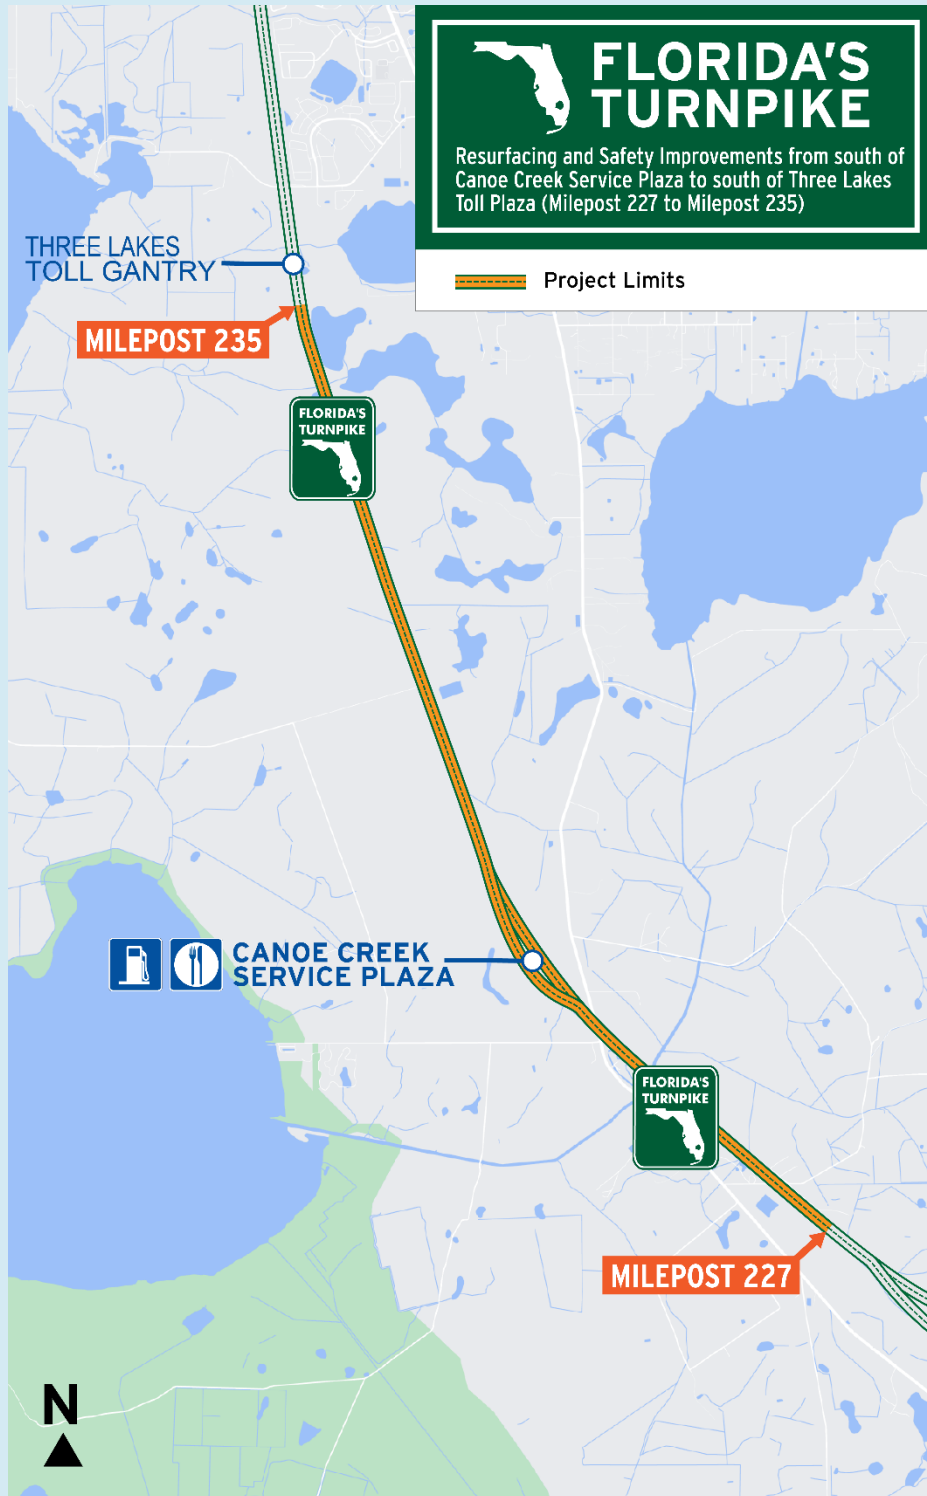 FLORIDA'S
TURNPIKE
Resurfacing and Safety Improvements from south of
Canoe Creek Service Plaza to south of Three Lakes
Toll Plaza (Milepost 227 to Milepost 235)
Project Limits
THREE LAKES
TOLL GANTRY
MILEPOST 235
FLORIDA'S
TURNPIKE
CANOE CREEK
SERVICE PLAZA
FLORIDA'S
TURNPIKE
MILEPOST 227
N